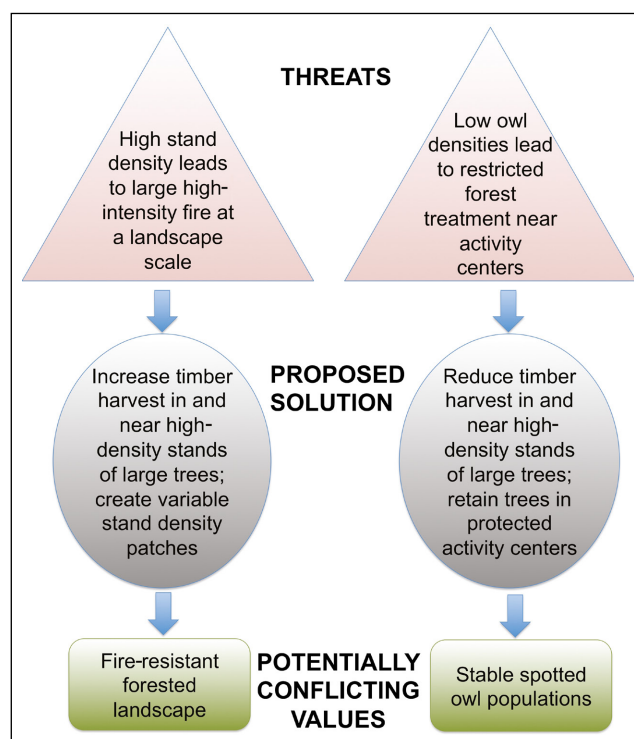 THREATS
High stand
density leads
to large high-
intensity fire at
a landscape
scale
Low owl
densities lead
to restricted
forest
treatment near
activity
centers
PROPOSED
SOLUTION
Increase timber
harvest in and
near high-
density stands
of large trees;
create variable
stand density
patches
Reduce timber
harvest in and
near high-
density stands
of large trees;
retain trees in
protected
activity centers
POTENTIALLY
CONFLICTING
VALUES
Fire-resistant
forested
landscape
Stable spotted
owl populations